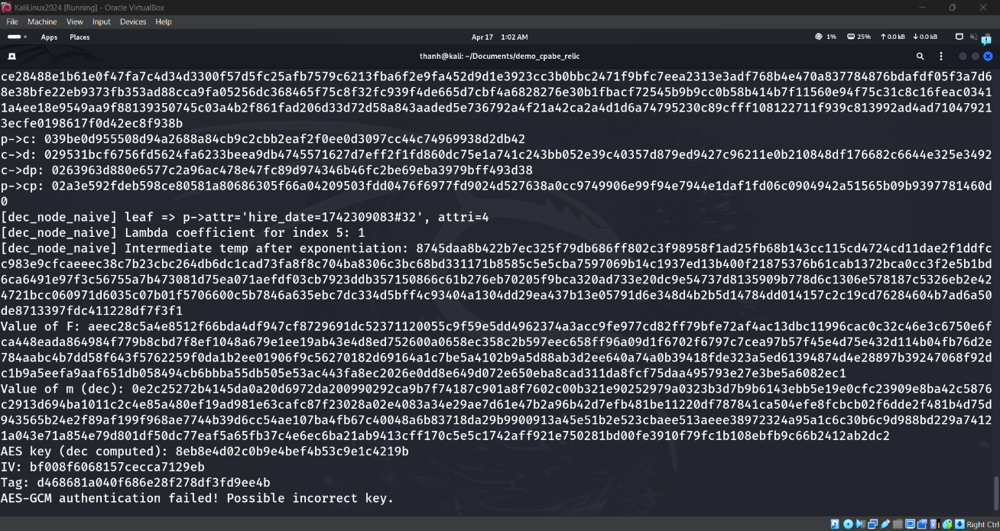 KaliLinux2024 [Running] - Oracle VirtualBox
File Machine View Input Devices Help
Apps Places Apr 17 1:02 AM 1% 25% ↑ 0.0 kB ↓ 0.0 kB
thanh@kali: ~/Documents/demo_cpabe_relic
ce28488e1b61e0f47fa7c4d34d3300f57d5fc25afb7579c6213fba6f2e9fa452d9d1e3923cc3b0bbc2471f9bfc7eea2313e3adf768b4e470a837784876bdafdf05f3a7d6
8e38bfe22eb9373fb353ad88cca9fa05256dc368465f75c8f32fc939f4de665d7cbf4a6828276e30b1fbacf72545b9b9cc0b58b414b7f11560e94f75c31c8c16feac0341
1a4ee18e9549aa9f88139350745c03a4b2f861fad206d33d72d58a843aaded5e736792a4f21a42ca2a4d1d6a74795230c89cfff108122711f939c813992ad4ad71047921
3ecfe0198617f0d42ec8f938b
p->c: 039be0d955508d94a2688a84cb9c2cbb2eaf2f0ee0d3097cc44c74969938d2db42
c->d: 029531bcf6756fd5624fa6233beea9db4745571627d7eff2f1fd860dc75e1a741c243bb052e39c40357d879ed9427c96211e0b210848df176682c6644e325e3492
c->dp: 0263963d880e6577c2a96ac478e47fc89d974346b46fc2be69eba3979bff493d38
p->cp: 02a3e592fdeb598ce80581a80686305f66a04209503fdd0476f6977fd9024d527638a0cc9749906e99f94e7944e1daf1fd06c0904942a51565b09b9397781460d
0
[dec_node_naive] leaf => p->attr='hire_date=1742309083#32', attri=4
[dec_node_naive] Lambda coefficient for index 5: 1
[dec_node_naive] Intermediate temp after exponentiation: 8745daa8b422b7ec325f79db686ff802c3f98958f1ad25fb68b143cc115cd4724cd11dae2f1ddfc
c983e9cfcaeeec38c7b23cbc264db6dc1cad73fa8f8c704ba8306c3bc68bd331171b8585c5e5cba7597069b14c1937ed13b400f21875376b61cab1372bca0cc3f2e5b1bd
6ca6491e97f3c56755a7b473081d75ea071aefdf03cb7923ddb357150866c61b276eb70205f9bca320ad733e20dc9e54737d8135909b778d6c1306e578187c5326eb2e42
4721bcc060971d6035c07b01f5706600c5b7846a635ebc7dc334d5bff4c93404a1304dd29ea437b13e05791d6e348d4b2b5d14784dd014157c2c19cd76284604b7ad6a50
de8713397fdc411228df7f3f1
Value of F: aeec28c5a4e8512f66bda4df947cf8729691dc52371120055c9f59e5dd4962374a3acc9fe977cd82ff79bfe72af4ac13dbc11996cac0c32c46e3c6750e6f
ca448eada864984f779b8cbd7f8ef1048a679e1ee19ab43e4d8ed752600a0658ec358c2b597eec658ff96a09d1f6702f6797c7cea97b57f45e4d75e432d114b04fb76d2e
784aabc4b7dd58f643f5762259f0da1b2ee01906f9c56270182d69164a1c7be5a4102b9a5d88ab3d2ee640a74a0b39418fde323a5ed61394874d4e28897b39247068f92d
c1b9a5eefa9aaf651db058494cb6bbba55db505e53ac443fa8ec2026e0dd8e649d072e650eba8cad311da8fcf75daa495793e27e3be5a6082ec1
Value of m (dec): 0e2c25272b4145da0a20d6972da200990292ca9b7f74187c901a8f7602c00b321e90252979a0323b3d7b9b6143ebb5e19e0cfc23909e8ba42c5876
c2913d694ba1011c2c4e85a480ef19ad981e63cafc87f23028a02e4083a34e29ae7d61e47b2a96b42d7efb481be11220df787841ca504efe8fcbcb02f6dde2f481b4d75d
943565b24e2f89af199f968ae7744b39d6cc54ae107ba4fb67c40048a6b83718da29b9900913a45e51b2e523cbaee513aeee38972324a95a1c6c30b6c9d988bd229a74121
a043e71a854e79d801df50dc77eaf5a65fb37c4e6ec6ba21ab9413cff170c5e5c1742aff921e750281bd00fe3910f79fc1b108ebfb9c66b2412ab2dc2
AES key (dec computed): 8eb8e4d02c0b9e4bef4b53c9e1c4219b
IV: bf008f6068157cecca7129eb
Tag: d468681a040f686e28f278df3fd9ee4b
AES-GCM authentication failed! Possible incorrect key.
Right Ctrl